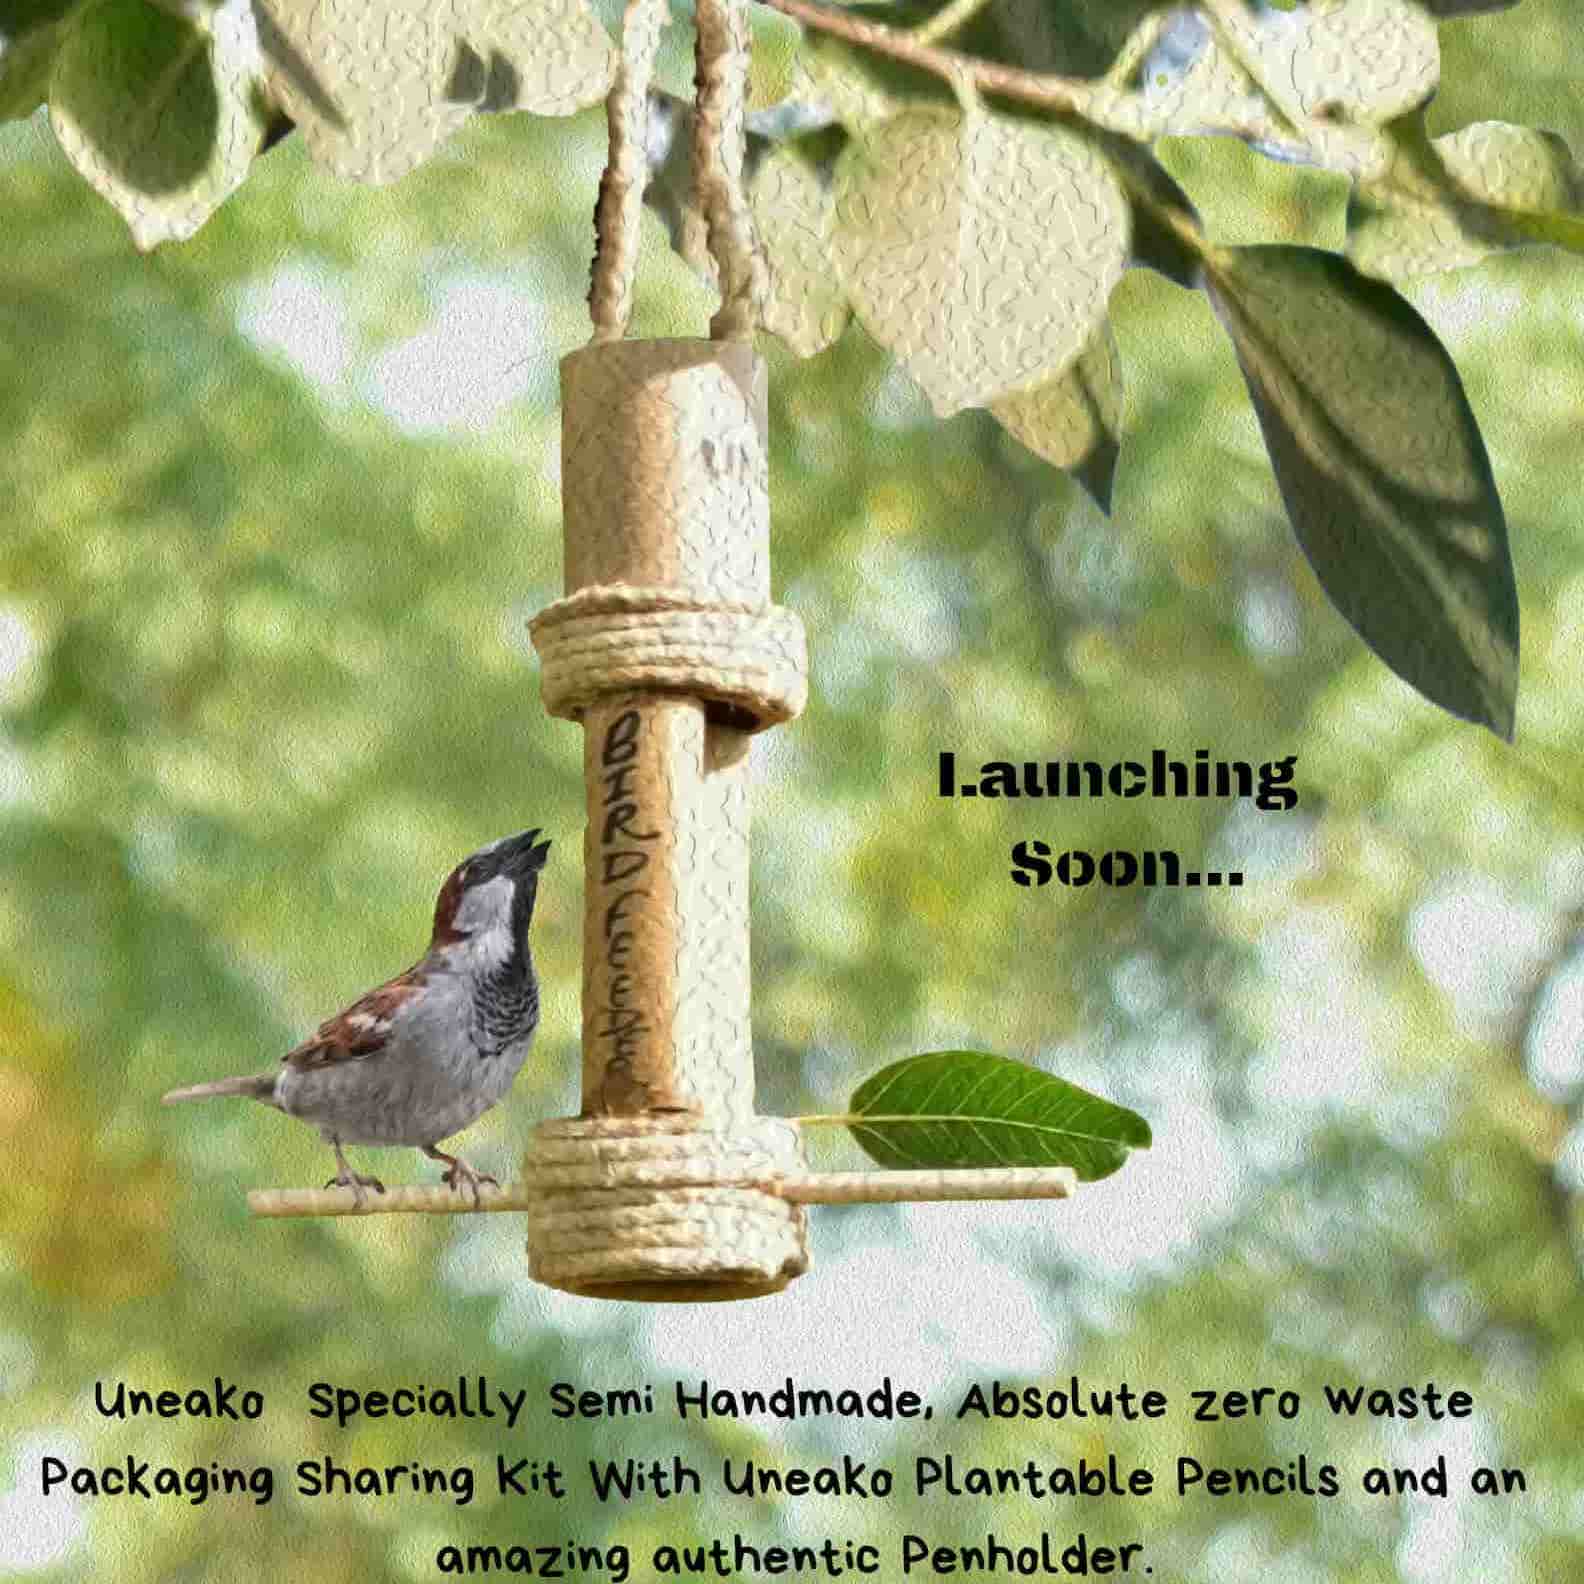 BIRD FEEDER
Launching
Soon...
Uneako Specially Semi Handmade, Absolute zero waste
Packaging Sharing Kit With Uneako Plantable Pencils and an
amazing authentic Penholder.